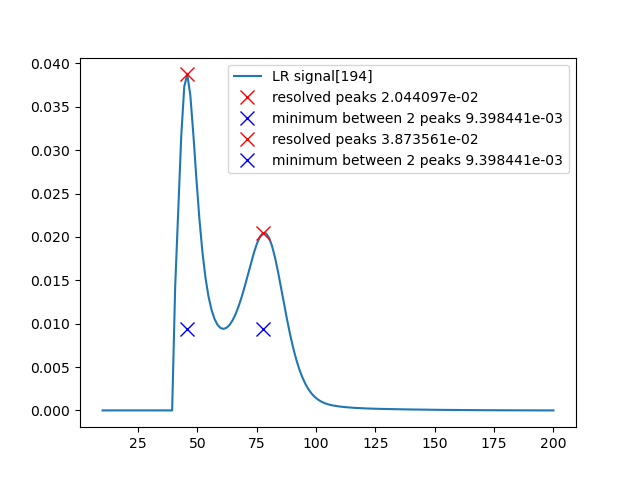 0.040
0.035
0.030
0.025
0.020
0.015
0.010
0.005
0.000
LR signal[194]
resolved peaks 2.044097e-02
minimum between 2 peaks 9.398441e-03
resolved peaks 3.873561e-02
minimum between 2 peaks 9.398441e-03
25 50 75 100 125 150 175 200